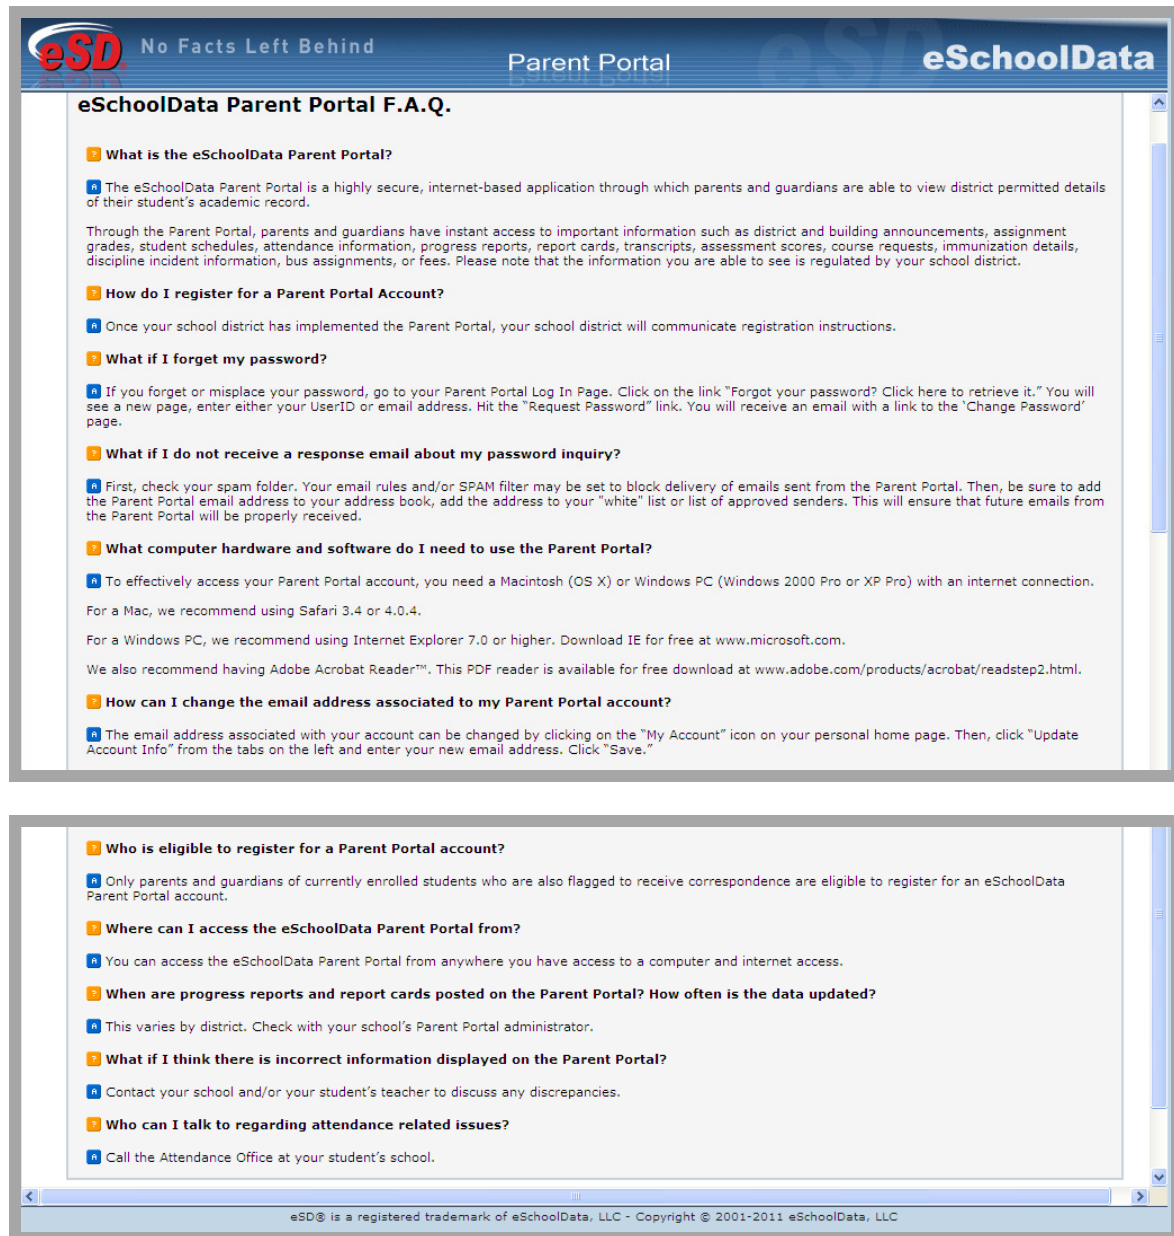 eSD No Facts Left Behind
Parent Portal
eSchoolData
eSchoolData Parent Portal F.A.Q.
? What is the eSchoolData Parent Portal?
A The eSchoolData Parent Portal is a highly secure, internet-based application through which parents and guardians are able to view district permitted details
of their student’s academic record.
Through the Parent Portal, parents and guardians have instant access to important information such as district and building announcements, assignment
grades, student schedules, attendance information, progress reports, report cards, transcripts, assessment scores, course requests, immunization details,
discipline incident information, bus assignments, or fees. Please note that the information you are able to see is regulated by your school district.
? How do I register for a Parent Portal Account?
A Once your school district has implemented the Parent Portal, your school district will communicate registration instructions.
? What if I forget my password?
A If you forget or misplace your password, go to your Parent Portal Log In Page. Click on the link “Forgot your password? Click here to retrieve it.” You will
see a new page, enter either your UserID or email address. Hit the “Request Password” link. You will receive an email with a link to the ‘Change Password’
page.
? What if I do not receive a response email about my password inquiry?
A First, check your spam folder. Your email rules and/or SPAM filter may be set to block delivery of emails sent from the Parent Portal. Then, be sure to add
the Parent Portal email address to your address book, add the address to your "white" list or list of approved senders. This will ensure that future emails from
the Parent Portal will be properly received.
? What computer hardware and software do I need to use the Parent Portal?
A To effectively access your Parent Portal account, you need a Macintosh (OS X) or Windows PC (Windows 2000 Pro or XP Pro) with an internet connection.
For a Mac, we recommend using Safari 3.4 or 4.0.4.
For a Windows PC, we recommend using Internet Explorer 7.0 or higher. Download IE for free at www.microsoft.com.
We also recommend having Adobe Acrobat Reader™. This PDF reader is available for free download at www.adobe.com/products/acrobat/readstep2.html.
? How can I change the email address associated to my Parent Portal account?
A The email address associated with your account can be changed by clicking on the “My Account” icon on your personal home page. Then, click “Update
Account Info” from the tabs on the left and enter your new email address. Click “Save.”
? Who is eligible to register for a Parent Portal account?
A Only parents and guardians of currently enrolled students who are also flagged to receive correspondence are eligible to register for an eSchoolData
Parent Portal account.
? Where can I access the eSchoolData Parent Portal from?
A You can access the eSchoolData Parent Portal from anywhere you have access to a computer and internet access.
? When are progress reports and report cards posted on the Parent Portal? How often is the data updated?
A This varies by district. Check with your school’s Parent Portal administrator.
? What if I think there is incorrect information displayed on the Parent Portal?
A Contact your school and/or your student’s teacher to discuss any discrepancies.
? Who can I talk to regarding attendance related issues?
A Call the Attendance Office at your student’s school.
eSD® is a registered trademark of eSchoolData, LLC - Copyright © 2001-2011 eSchoolData, LLC